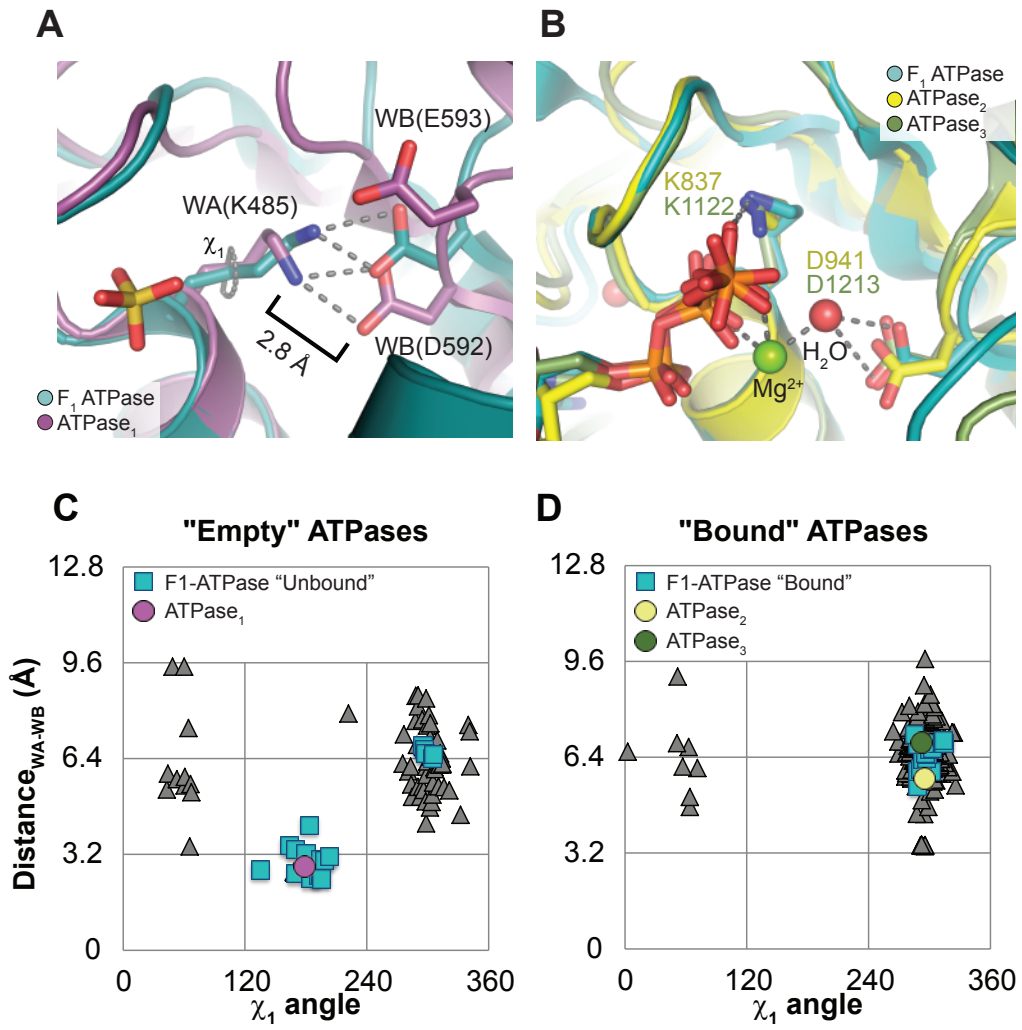 A
WB(E593)
WA(K485)
χ1
2.8 Å
WB(D592)
F1 ATPase
ATPase1
B
F1 ATPase
ATPase2
ATPase3
K837
K1122
D941
D1213
H2O
Mg2+
C
"Empty" ATPases
12.8
9.6
6.4
3.2
0
DistanceWA-WB (Å)
F1-ATPase “Unbound”
ATPase1
0
120
240
360
χ1 angle
D
"Bound" ATPases
12.8
9.6
6.4
3.2
0
F1-ATPase “Bound”
ATPase2
ATPase3
0
120
240
360
χ1 angle